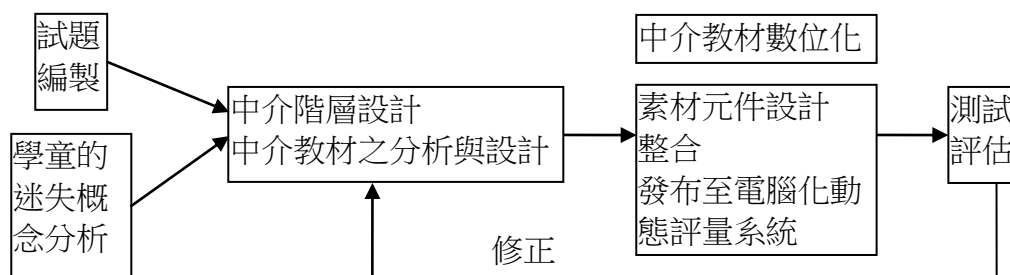 試題
編製
學童的
迷失概
念分析
中介階層設計
中介教材之分析與設計
中介教材數位化
素材元件設計
整合
發布至電腦化動
態評量系統
測試
評估
修正